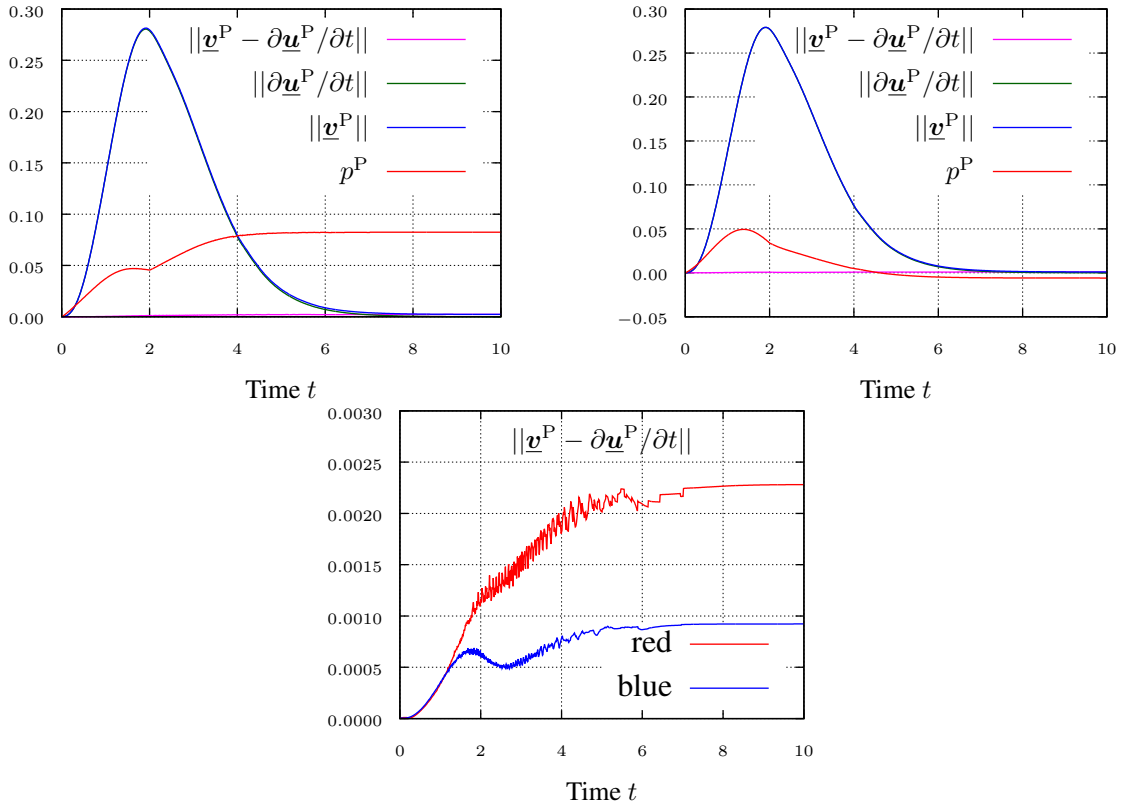 0.30
0.25
0.20
0.15
0.10
0.05
0.00
||v̲ᴾ − ∂u̲ᴾ/∂t||
||∂u̲ᴾ/∂t||
||v̲ᴾ||
pᴾ
0 2 4 6 8 10
Time t
0.30
0.25
0.20
0.15
0.10
0.05
0.00
−0.05
||v̲ᴾ − ∂u̲ᴾ/∂t||
||∂u̲ᴾ/∂t||
||v̲ᴾ||
pᴾ
0 2 4 6 8 10
Time t
0.0030
0.0025
0.0020
0.0015
0.0010
0.0005
0.0000
||v̲ᴾ − ∂u̲ᴾ/∂t||
red
blue
0 2 4 6 8 10
Time t